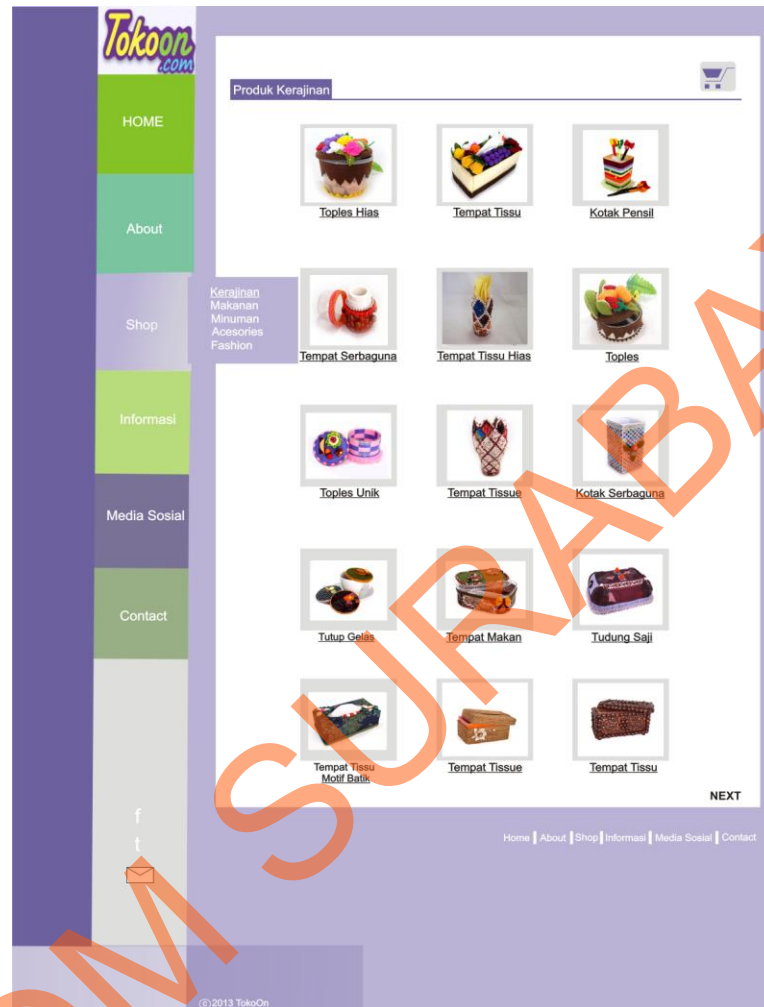 Tokoon
.com
HOME
About
Shop
Informasi
Media Sosial
Contact
f
t
Kerajinan
Makanan
Minuman
Acesories
Fashion
Produk Kerajinan
Toples Hias
Tempat Tissu
Kotak Pensil
Tempat Serbaguna
Tempat Tissu Hias
Toples
Toples Unik
Tempat Tissue
Kotak Serbaguna
Tutup Gelas
Tempat Makan
Tudung Saji
Tempat Tissu
Motif Batik
Tempat Tissue
Tempat Tissu
NEXT
Home | About | Shop | Informasi | Media Sosial | Contact
©2013 TokoOn
OM SURABA